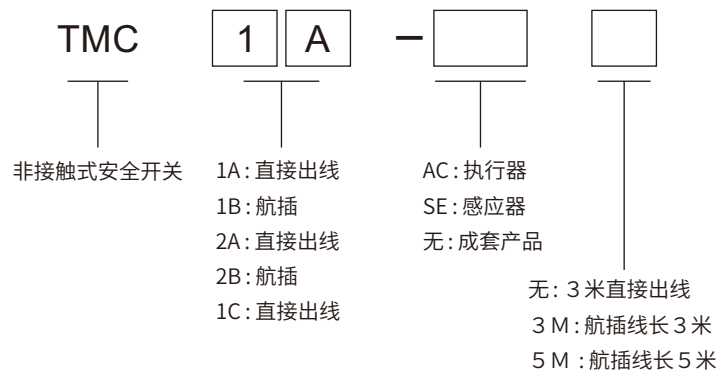 TMC 1 A –
非接触式安全开关
1A:直接出线
1B:航插
2A:直接出线
2B:航插
1C:直接出线
AC:执行器
SE:感应器
无:成套产品
无:3米直接出线
3M:航插线长3米
5M:航插线长5米